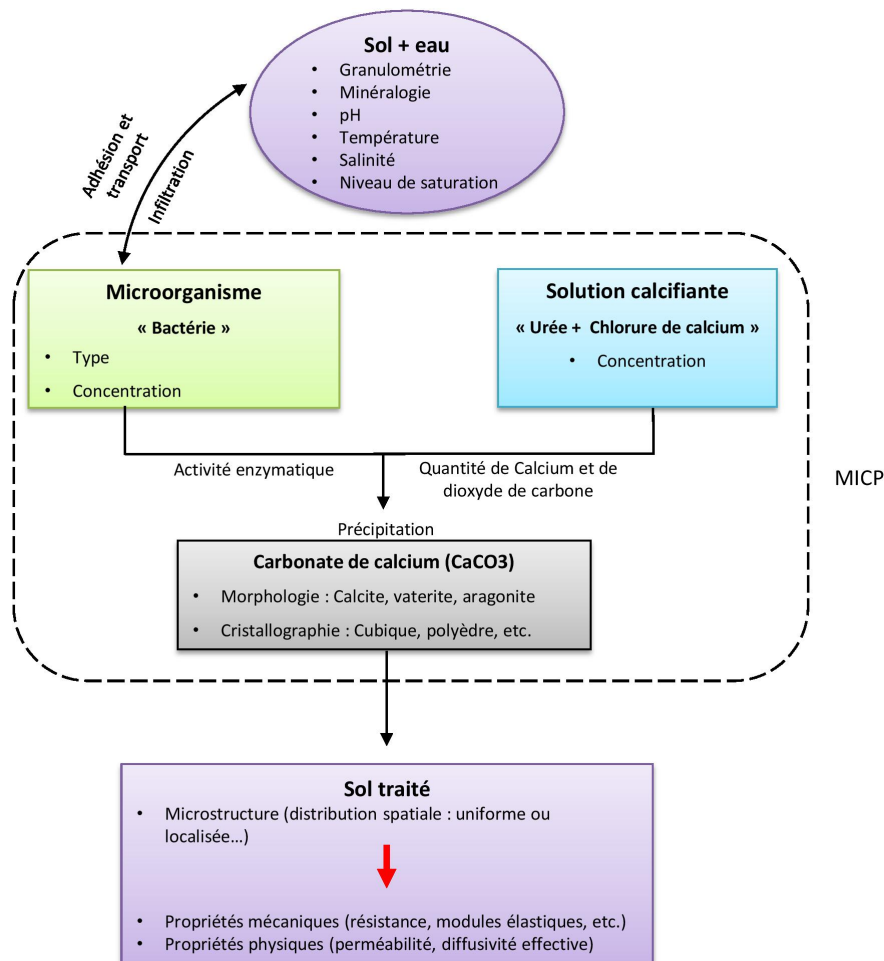 Sol + eau
• Granulométrie
• Minéralogie
• pH
• Température
• Salinité
• Niveau de saturation
Adhésion et
transport
Infiltration
Microorganisme
« Bactérie »
• Type
• Concentration
Solution calcifiante
« Urée + Chlorure de calcium »
• Concentration
Activité enzymatique
Quantité de Calcium et de
dioxyde de carbone
MICP
Précipitation
Carbonate de calcium (CaCO3)
• Morphologie : Calcite, vaterite, aragonite
• Cristallographie : Cubique, polyèdre, etc.
Sol traité
• Microstructure (distribution spatiale : uniforme ou
localisée…)
• Propriétés mécaniques (résistance, modules élastiques, etc.)
• Propriétés physiques (perméabilité, diffusivité effective)